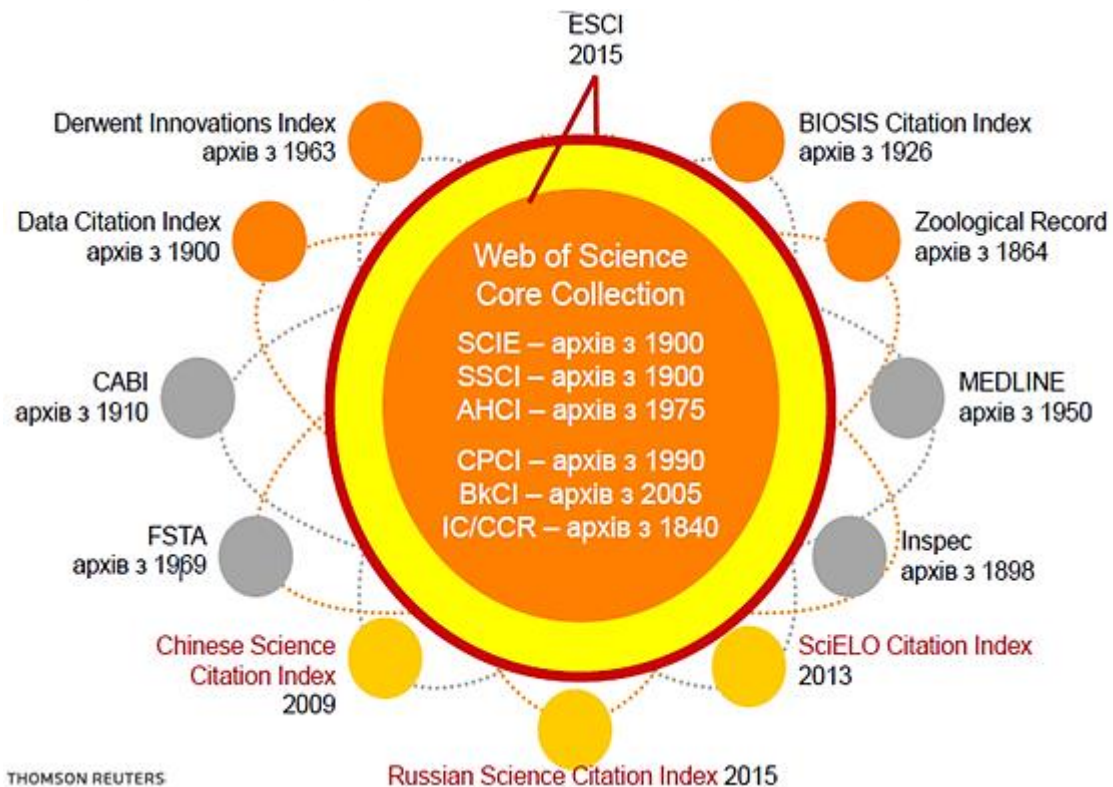 ESCI
2015
Derwent Innovations Index
архів з 1963
BIOSIS Citation Index
архів з 1926
Data Citation Index
архів з 1900
Zoological Record
архів з 1864
Web of Science
Core Collection
SCIE – архів з 1900
SSCI – архів з 1900
AHCI – архів з 1975
CPCI – архів з 1990
BkCI – архів з 2005
IC/CCR – архів з 1840
CABI
архів з 1910
MEDLINE
архів з 1950
FSTA
архів з 1969
Inspec
архів з 1898
Chinese Science
Citation Index
2009
SciELO Citation Index
2013
Russian Science Citation Index 2015
THOMSON REUTERS